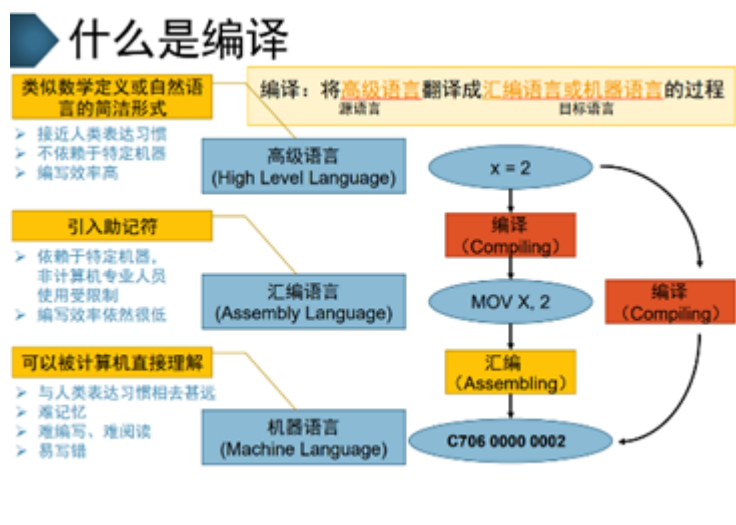 什么是编译
类似数学定义或自然语
言的简洁形式
编译：将高级语言翻译成汇编语言或机器语言的过程
源语言
目标语言
接近人类表达习惯
不依赖于特定机器
编写效率高
高级语言
(High Level Language)
x = 2
编译
（Compiling）
引入助记符
依赖于特定机器，
非计算机专业人员
使用受限制
编写效率依然很低
汇编语言
(Assembly Language)
MOV X, 2
编译
（Compiling）
汇编
（Assembling）
可以被计算机直接理解
与人类表达习惯相去甚远
难记忆
难编写、难阅读
易写错
机器语言
(Machine Language)
C706 0000 0002